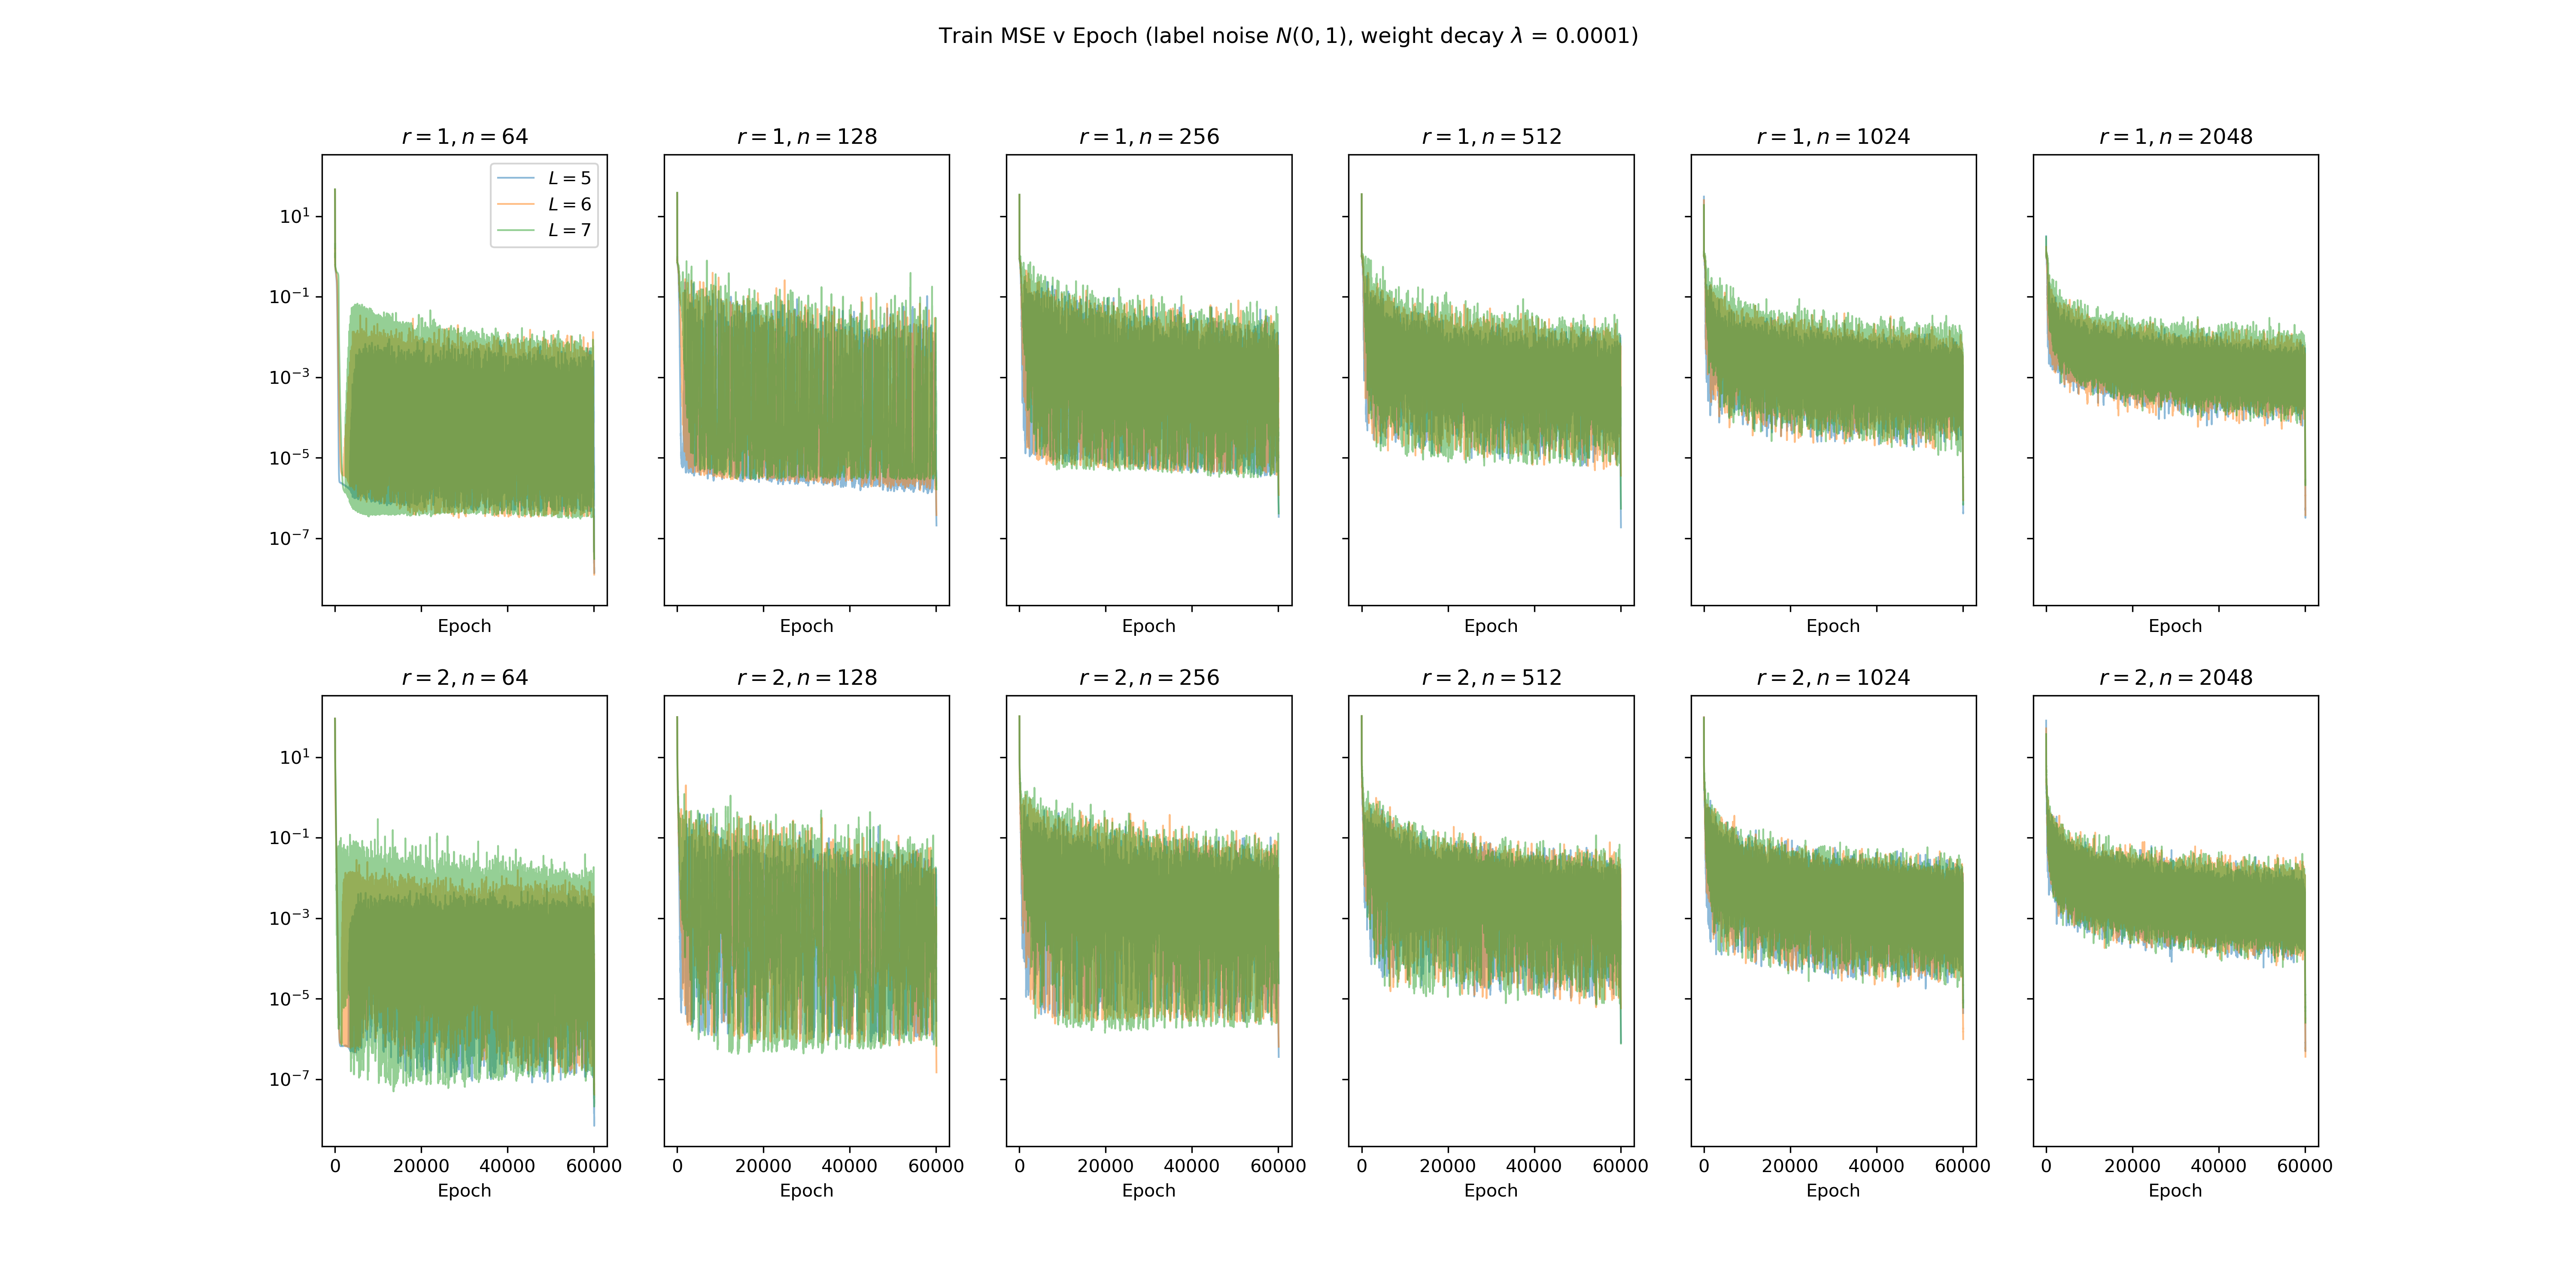 Train MSE v Epoch (label noise N(0, 1), weight decay λ = 0.0001)
r = 1, n = 64
r = 1, n = 128
r = 1, n = 256
r = 1, n = 512
r = 1, n = 1024
r = 1, n = 2048
L = 5
L = 6
L = 7
10¹
10⁻¹
10⁻³
10⁻⁵
10⁻⁷
Epoch Epoch Epoch Epoch Epoch Epoch
r = 2, n = 64
r = 2, n = 128
r = 2, n = 256
r = 2, n = 512
r = 2, n = 1024
r = 2, n = 2048
10¹
10⁻¹
10⁻³
10⁻⁵
10⁻⁷
0 20000 40000 60000 0 20000 40000 60000 0 20000 40000 60000 0 20000 40000 60000 0 20000 40000 60000 0 20000 40000 60000
Epoch Epoch Epoch Epoch Epoch Epoch